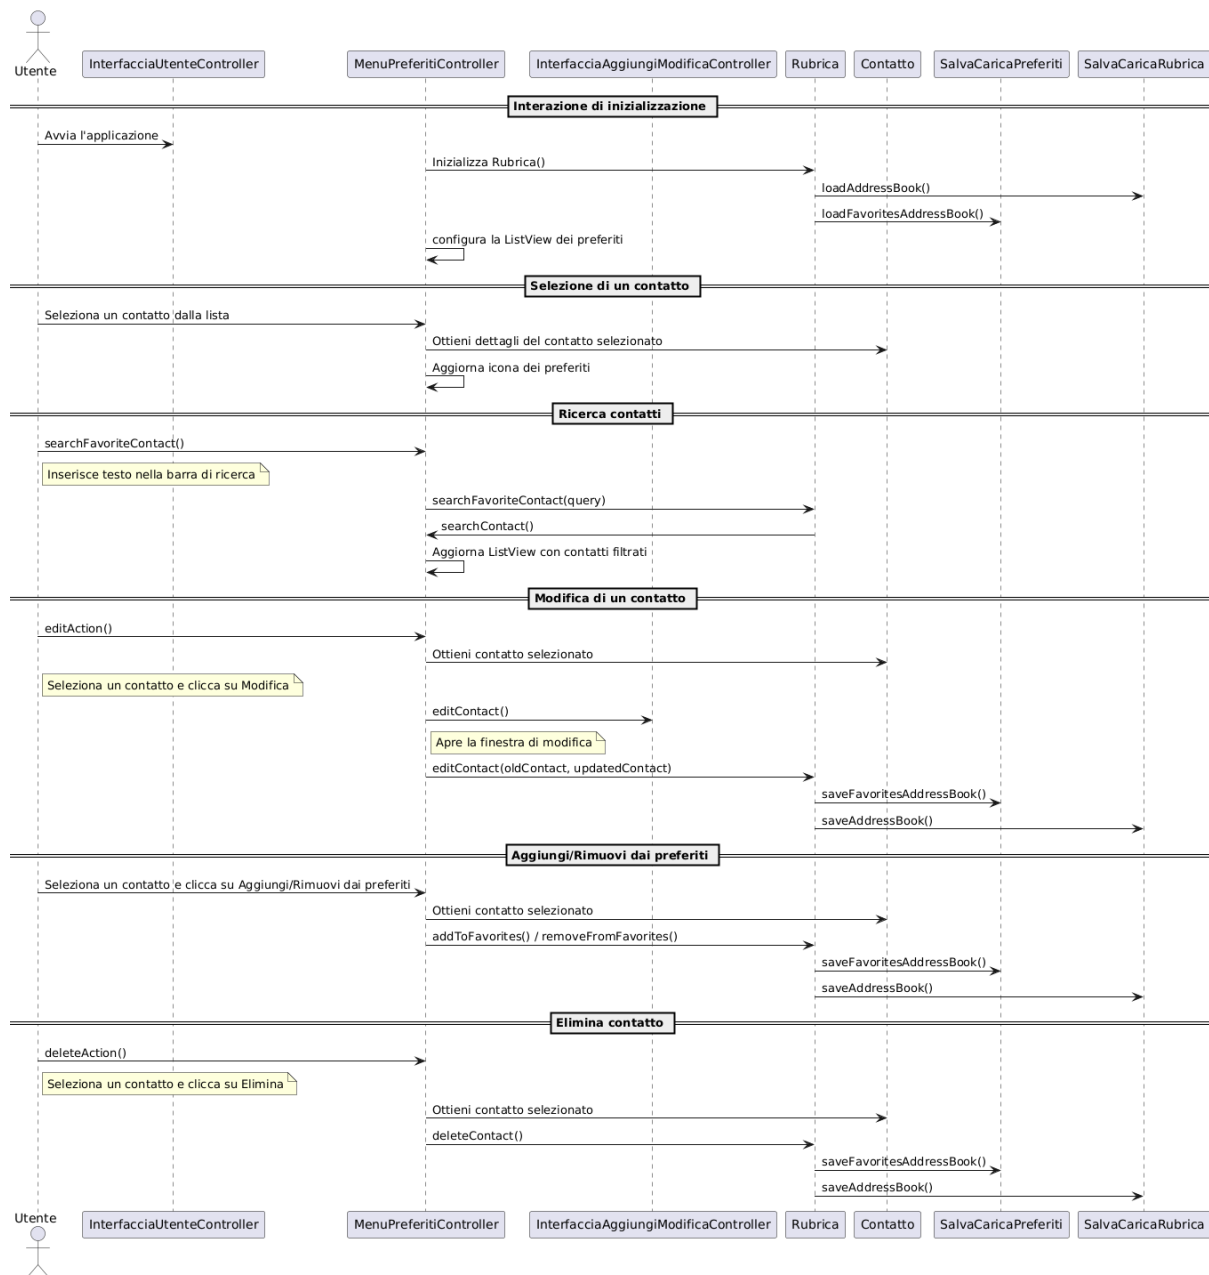 Utente
InterfacciaUtenteController
MenuPreferitiController
InterfacciaAggiungiModificaController
Rubrica
Contatto
SalvaCaricaPreferiti
SalvaCaricaRubrica
Interazione di inizializzazione
Avvia l'applicazione
Inizializza Rubrica()
loadAddressBook()
loadFavoritesAddressBook()
configura la ListView dei preferiti
Selezione di un contatto
Seleziona un contatto dalla lista
Ottieni dettagli del contatto selezionato
Aggiorna icona dei preferiti
Ricerca contatti
searchFavoriteContact()
Inserisce testo nella barra di ricerca
searchFavoriteContact(query)
searchContact()
Aggiorna ListView con contatti filtrati
Modifica di un contatto
editAction()
Ottieni contatto selezionato
Seleziona un contatto e clicca su Modifica
editContact()
Apre la finestra di modifica
editContact(oldContact, updatedContact)
saveFavoritesAddressBook()
saveAddressBook()
Aggiungi/Rimuovi dai preferiti
Seleziona un contatto e clicca su Aggiungi/Rimuovi dai preferiti
Ottieni contatto selezionato
addToFavorites() / removeFromFavorites()
saveFavoritesAddressBook()
saveAddressBook()
Elimina contatto
deleteAction()
Seleziona un contatto e clicca su Elimina
Ottieni contatto selezionato
deleteContact()
saveFavoritesAddressBook()
saveAddressBook()
Utente
InterfacciaUtenteController
MenuPreferitiController
InterfacciaAggiungiModificaController
Rubrica
Contatto
SalvaCaricaPreferiti
SalvaCaricaRubrica